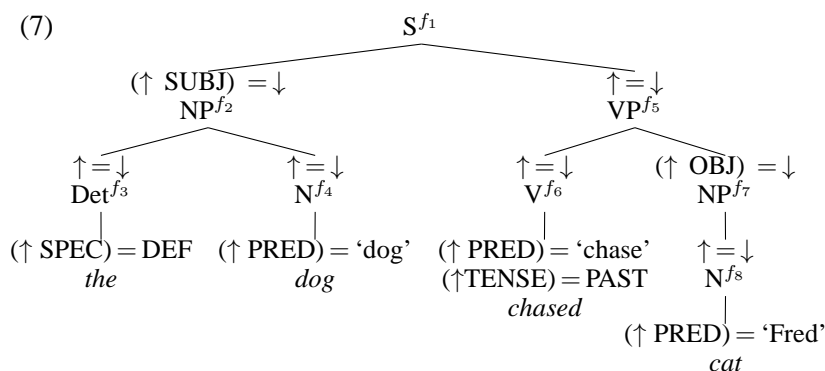 (7) S^f1
(↑ SUBJ) = ↓ ↑ = ↓
NP^f2 VP^f5
↑ = ↓ ↑ = ↓ ↑ = ↓ (↑ OBJ) = ↓
Det^f3 N^f4 V^f6 NP^f7
(↑ SPEC) = DEF (↑ PRED) = ‘dog’ (↑ PRED) = ‘chase’ ↑ = ↓
the dog (↑TENSE) = PAST N^f8
chased
(↑ PRED) = ‘Fred’
cat